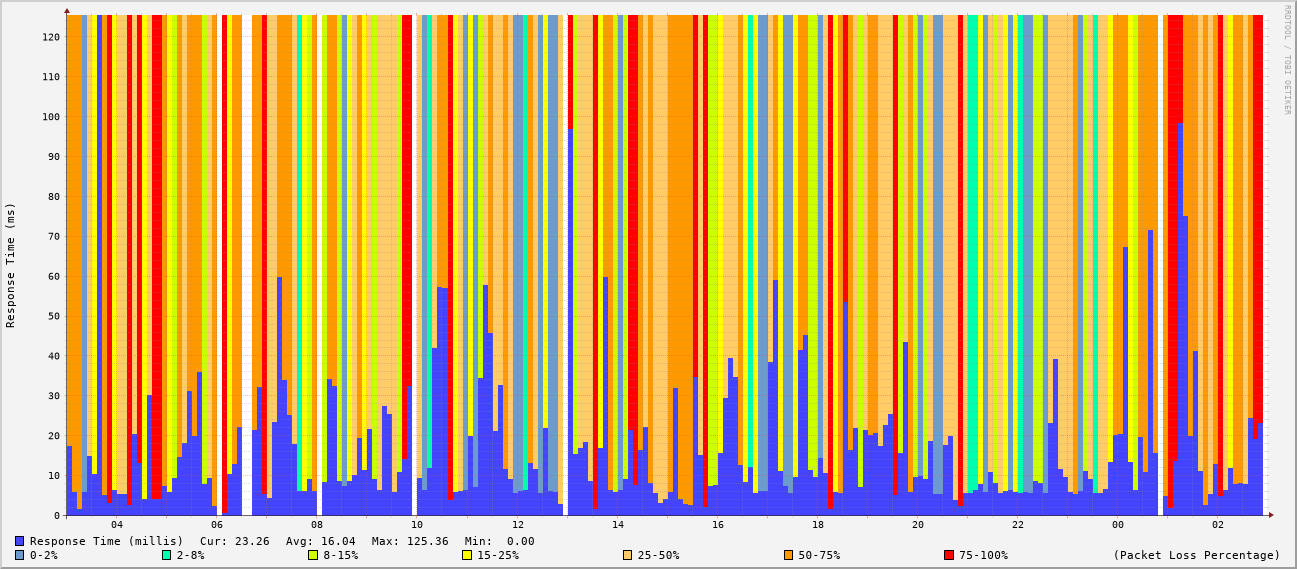 RRDTOOL / TOBI OETIKER
Response Time (ms)
120
110
100
90
80
70
60
50
40
30
20
10
0
04 06 08 10 12 14 16 18 20 22 00 02
Response Time (millis) Cur: 23.26 Avg: 16.04 Max: 125.36 Min: 0.00
0-2% 2-8% 8-15% 15-25% 25-50% 50-75% 75-100% (Packet Loss Percentage)